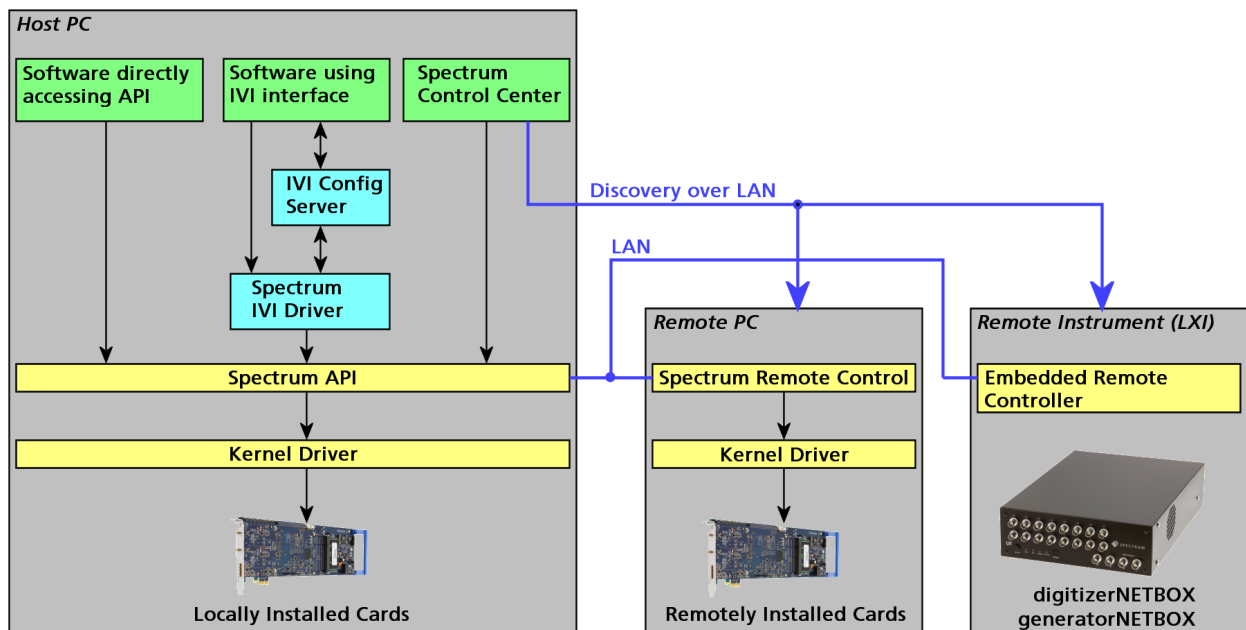 Host PC
Software directly
accessing API
Software using
IVI interface
Spectrum
Control Center
IVI Config
Server
Discovery over LAN
LAN
Spectrum
IVI Driver
Remote PC
Remote Instrument (LXI)
Spectrum API
Spectrum Remote Control
Embedded Remote
Controller
Kernel Driver
Kernel Driver
SPECTRUM
Locally Installed Cards
Remotely Installed Cards
digitizerNETBOX
generatorNETBOX